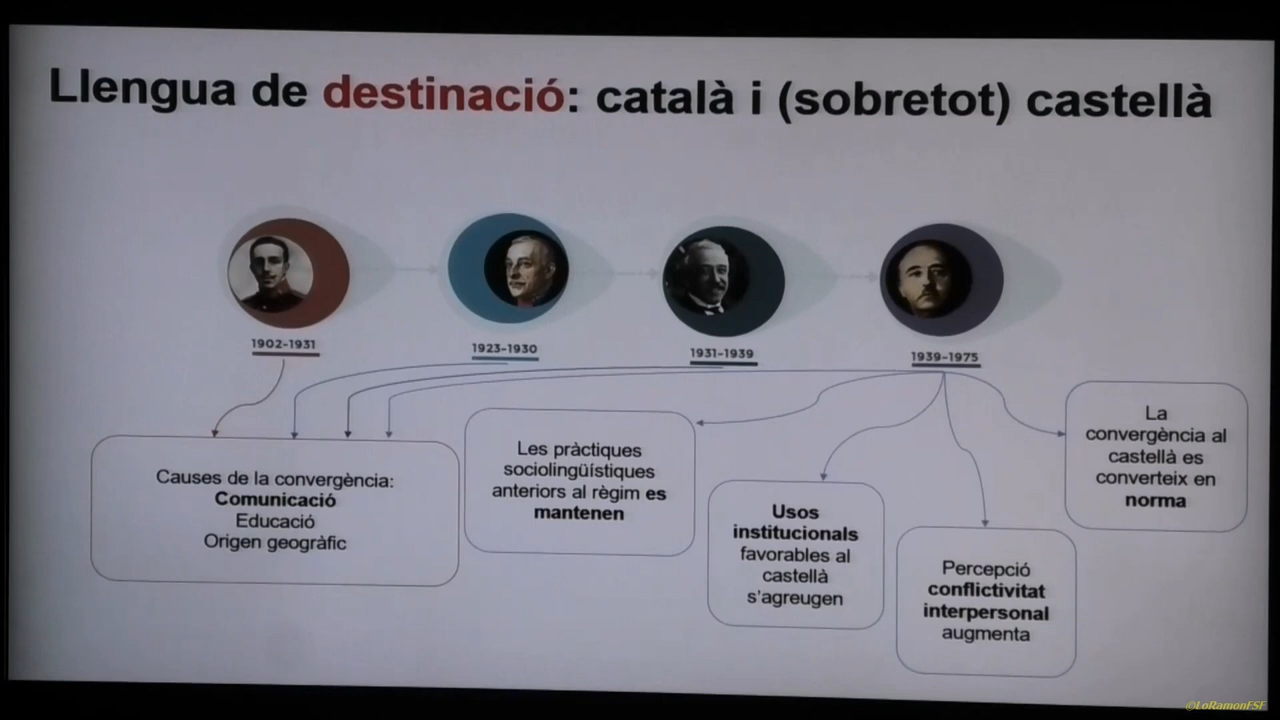 Llengua de destinació: català i (sobretot) castellà
1902-1931
1923-1930
1931-1939
1939-1975
Causes de la convergència:
Comunicació
Educació
Origen geogràfic
Les pràctiques
sociolingüístiques
anteriors al règim es
mantenen
Usos
institucionals
favorables al
castellà
s'agreugen
Percepció
conflictivitat
interpersonal
augmenta
La
convergència al
castellà es
converteix en
norma
©LoRamonFSF